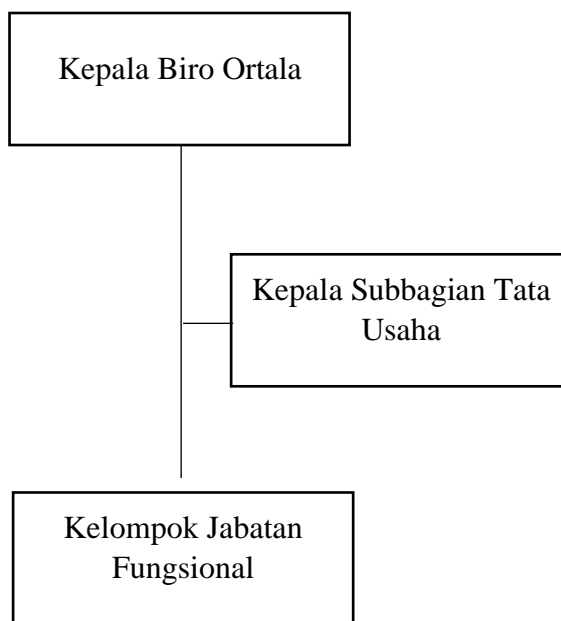 Kepala Biro Ortala
Kepala Subbagian Tata
Usaha
Kelompok Jabatan
Fungsional